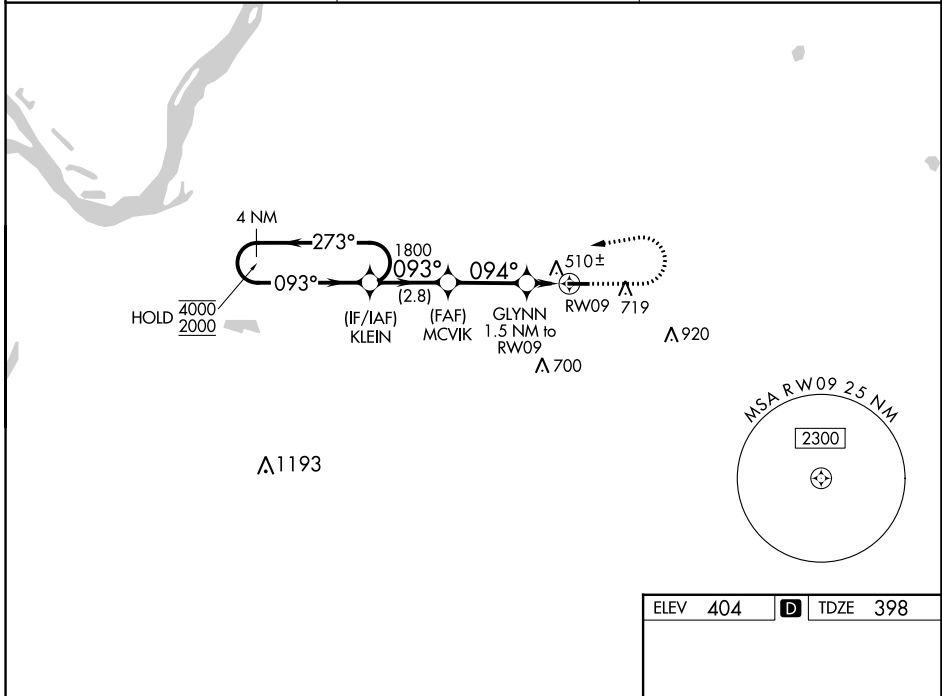 4 NM
273°
1800
093°
093°
094°
(2.8)
510±
HOLD 4000
2000
(IF/IAF)
KLEIN
(FAF)
MCVIK
GLYNN
1.5 NM to
RW09
RW09
719
920
700
1193
MSA RW09 25 NM
2300
ELEV 404 D TDZE 398